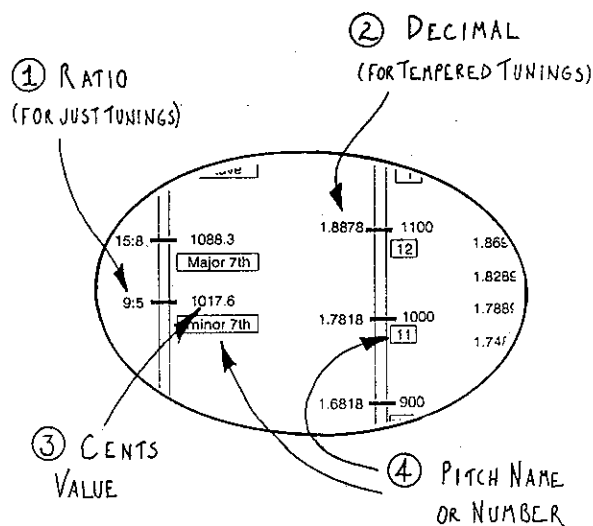 ② DECIMAL
(FOR TEMPERED TUNINGS)
① RATIO
(FOR JUST TUNINGS)
1.8878 1100
12
15:8 1088.3
Major 7th
9:5 1017.6
minor 7th
1.7818 1000
11
1.6818 900
1.8289
③ CENTS
VALUE
④ PITCH NAME
OR NUMBER